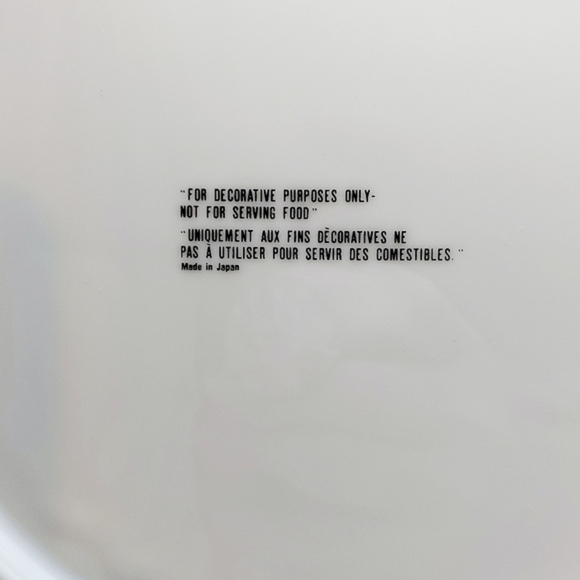 "FOR DECORATIVE PURPOSES ONLY-
NOT FOR SERVING FOOD"
"UNIQUEMENT AUX FINS DÈCORATIVES NE
PAS À UTILISER POUR SERVIR DES COMESTIBLES."
Made in Japan